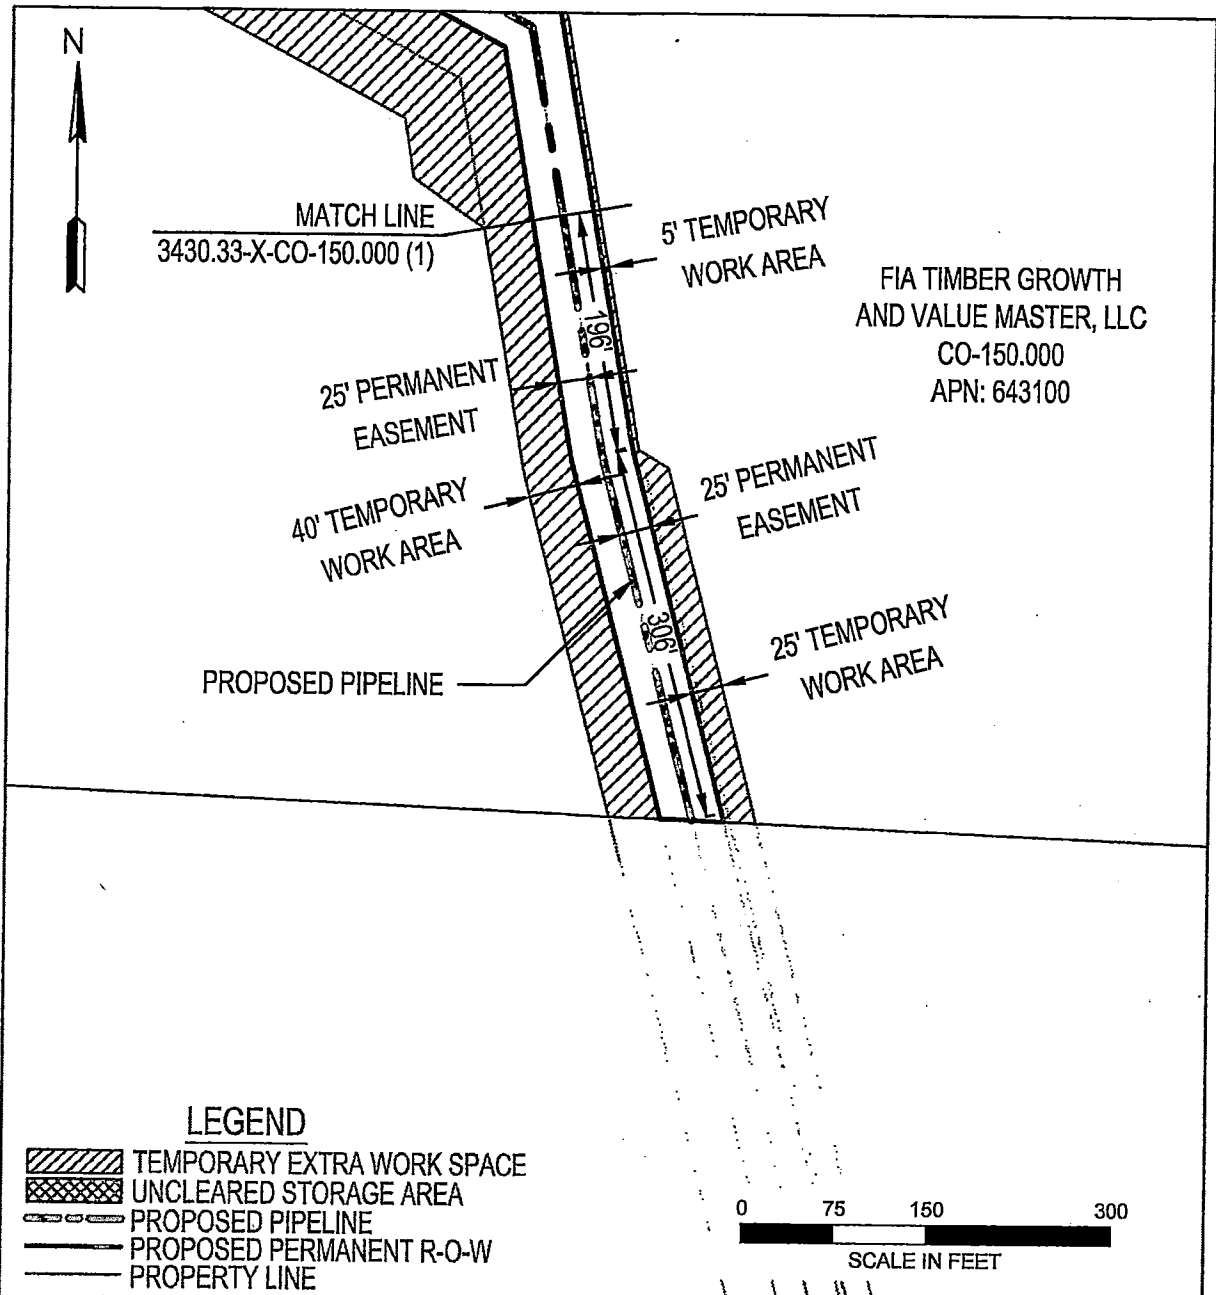 N
MATCH LINE
3430.33-X-CO-150.000 (1)
5' TEMPORARY
WORK AREA
FIA TIMBER GROWTH
AND VALUE MASTER, LLC
CO-150.000
APN: 643100
196'
25' PERMANENT
EASEMENT
40' TEMPORARY
WORK AREA
25' PERMANENT
EASEMENT
306'
25' TEMPORARY
WORK AREA
PROPOSED PIPELINE
LEGEND
TEMPORARY EXTRA WORK SPACE
UNCLEARED STORAGE AREA
PROPOSED PIPELINE
PROPOSED PERMANENT R-O-W
PROPERTY LINE
0 75 150 300
SCALE IN FEET